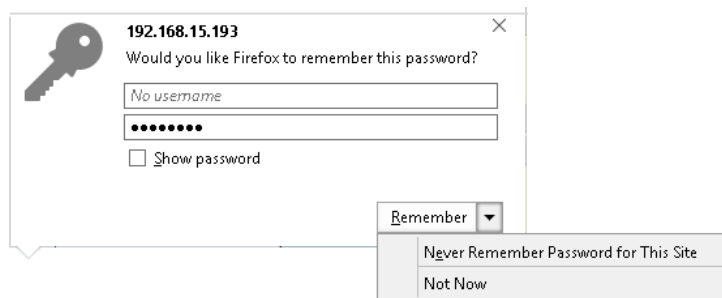 192.168.15.193
Would you like Firefox to remember this password?
No username
●●●●●●●●
Show password
Remember
Never Remember Password for This Site
Not Now